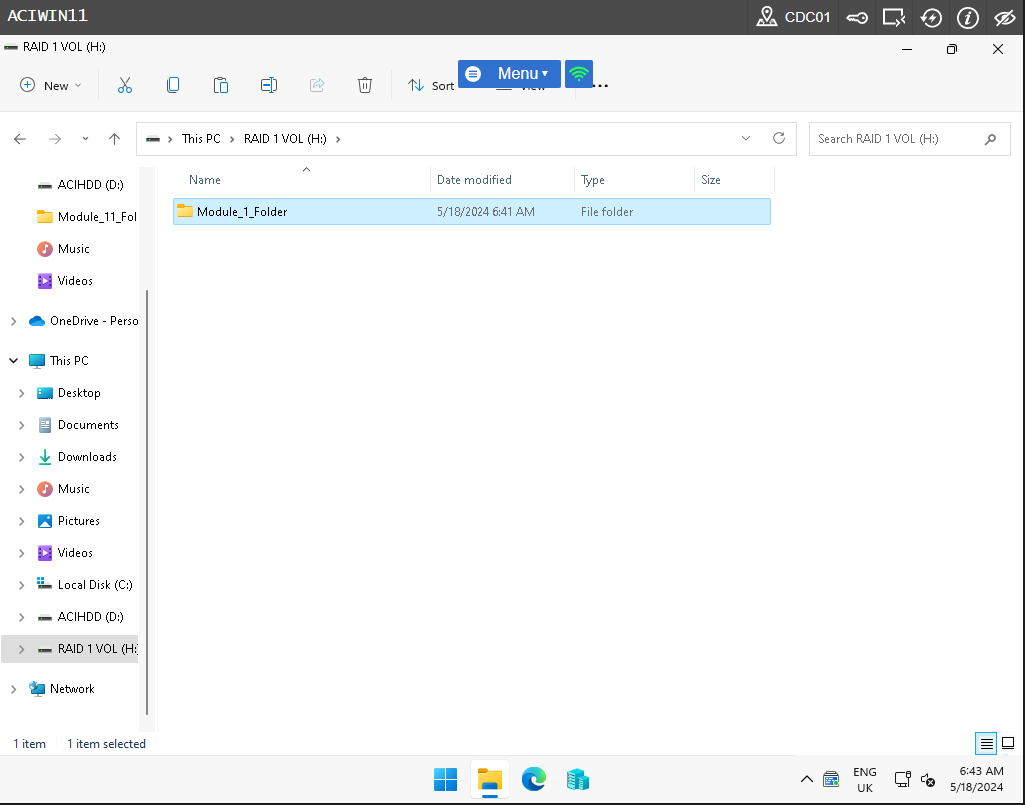 ACIWIN11
CDC01
RAID 1 VOL (H:)
New
Sort
Menu
This PC
RAID 1 VOL (H:)
Search RAID 1 VOL (H:)
Name
Date modified
Type
Size
Module_1_Folder
5/18/2024 6:41 AM
File folder
ACIHDD (D:)
Module_11_Fol
Music
Videos
OneDrive - Perso
This PC
Desktop
Documents
Downloads
Music
Pictures
Videos
Local Disk (C:)
ACIHDD (D:)
RAID 1 VOL (H:
Network
1 item
1 item selected
ENG
UK
6:43 AM
5/18/2024